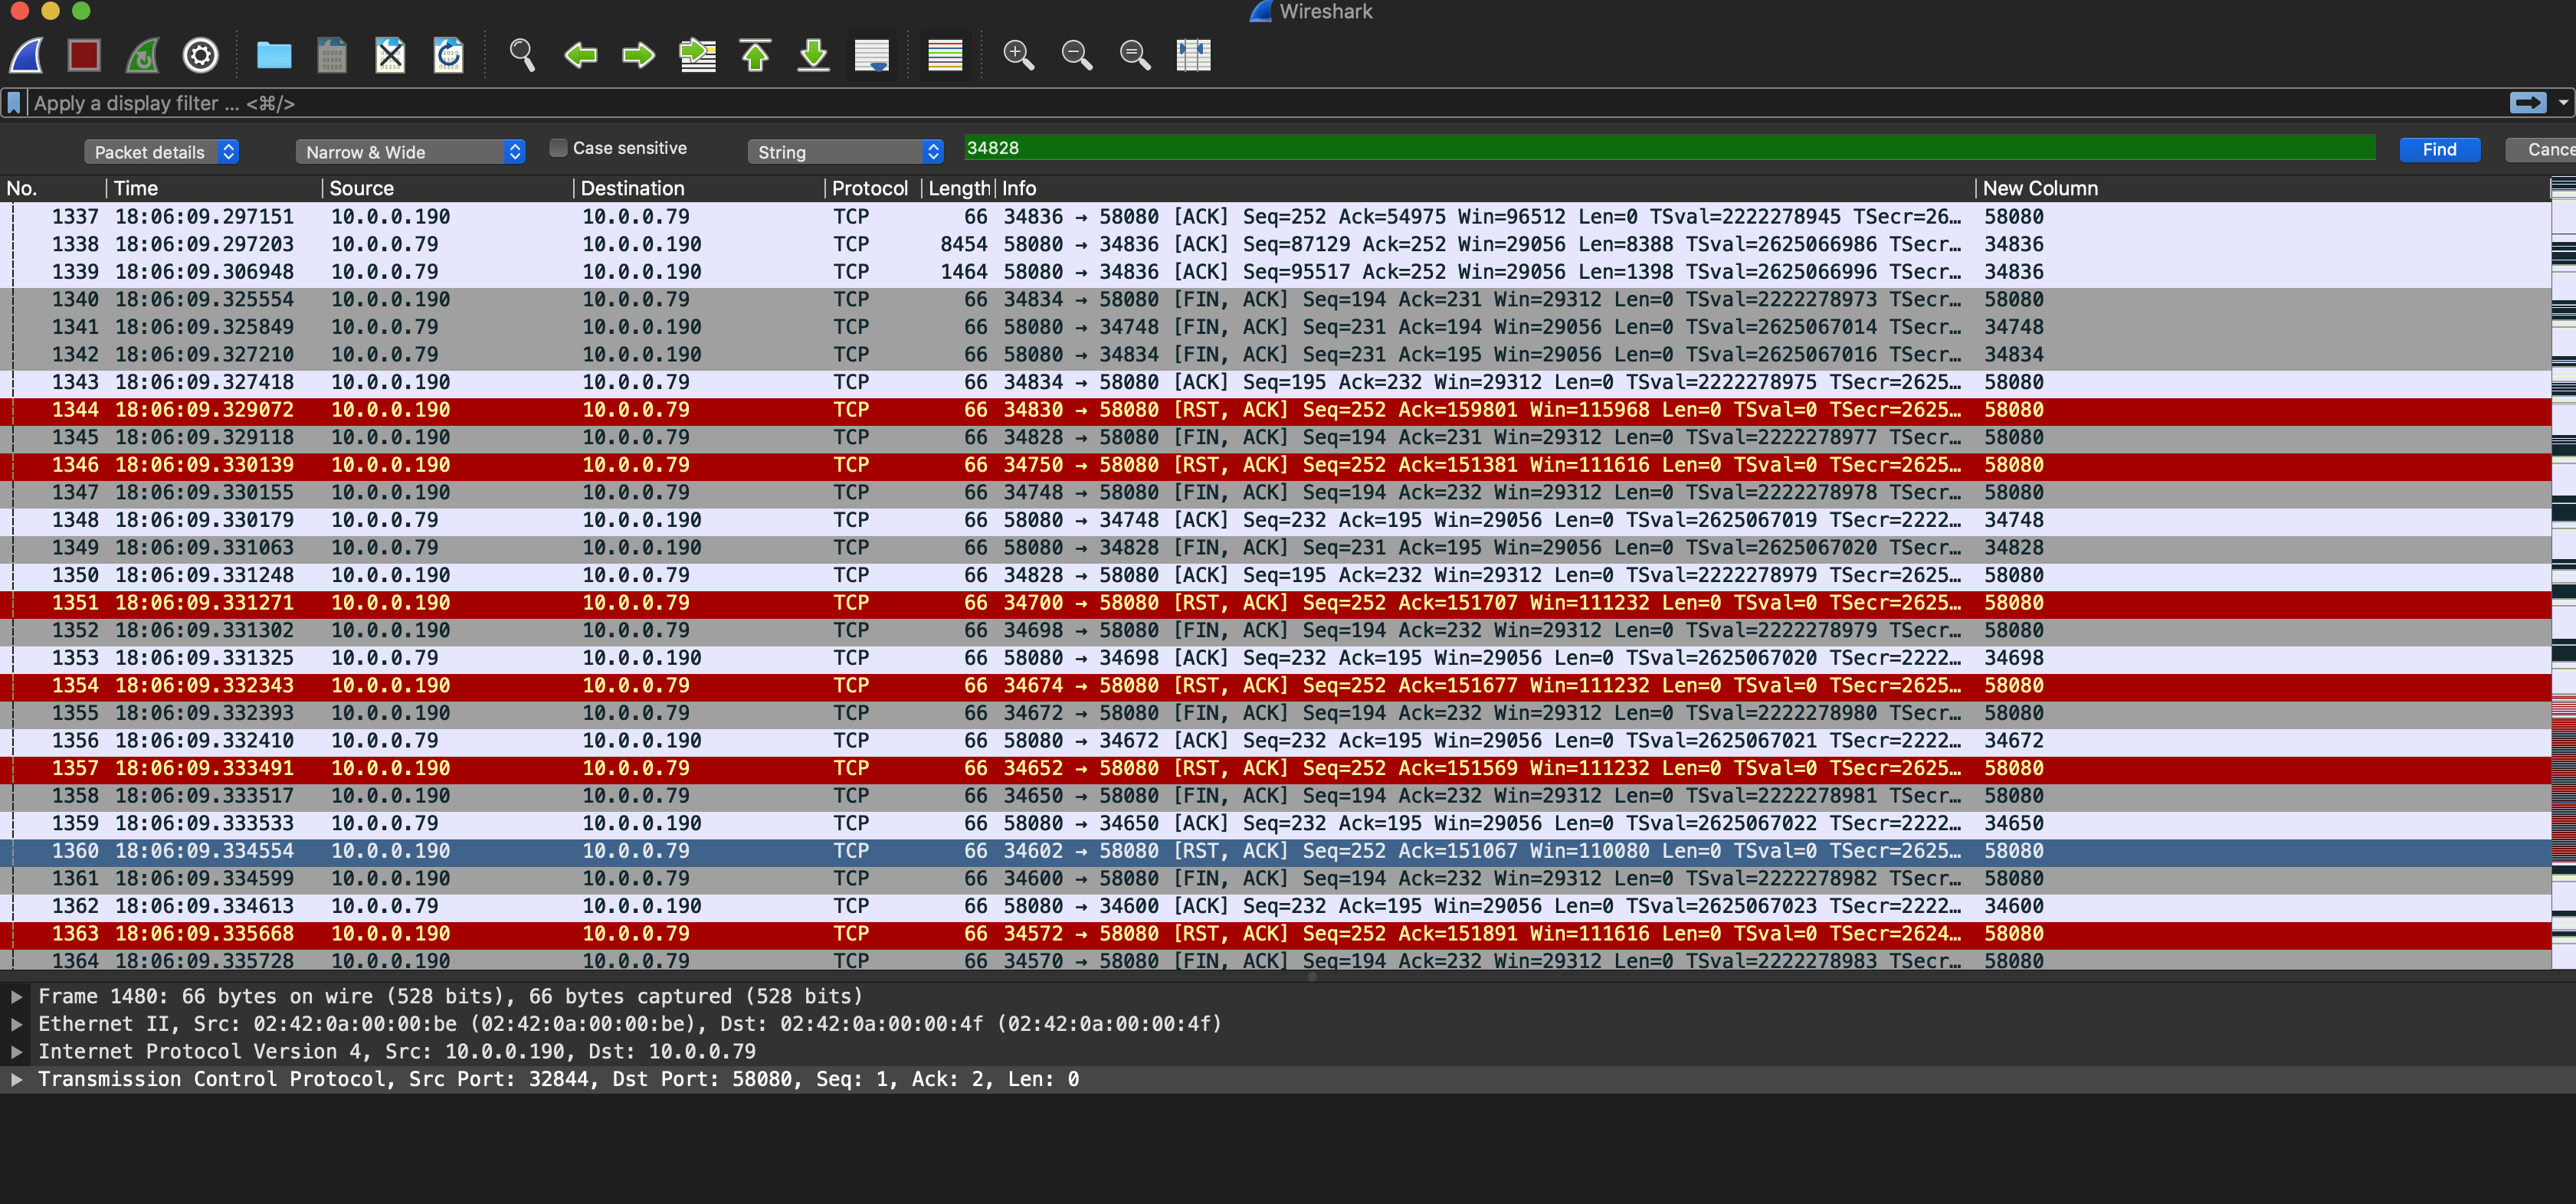 Wireshark
Apply a display filter ... <⌘/>
Packet details Narrow & Wide Case sensitive String 34828 Find Cance
No. Time Source Destination Protocol Length Info New Column
1337 18:06:09.297151 10.0.0.190 10.0.0.79 TCP 66 34836 → 58080 [ACK] Seq=252 Ack=54975 Win=96512 Len=0 TSval=2222278945 TSecr=26… 58080
1338 18:06:09.297203 10.0.0.79 10.0.0.190 TCP 8454 58080 → 34836 [ACK] Seq=87129 Ack=252 Win=29056 Len=8388 TSval=2625066986 TSecr… 34836
1339 18:06:09.306948 10.0.0.79 10.0.0.190 TCP 1464 58080 → 34836 [ACK] Seq=95517 Ack=252 Win=29056 Len=1398 TSval=2625066996 TSecr… 34836
1340 18:06:09.325554 10.0.0.190 10.0.0.79 TCP 66 34834 → 58080 [FIN, ACK] Seq=194 Ack=231 Win=29312 Len=0 TSval=2222278973 TSecr… 58080
1341 18:06:09.325849 10.0.0.79 10.0.0.190 TCP 66 58080 → 34748 [FIN, ACK] Seq=231 Ack=194 Win=29056 Len=0 TSval=2625067014 TSecr… 34748
1342 18:06:09.327210 10.0.0.79 10.0.0.190 TCP 66 58080 → 34834 [FIN, ACK] Seq=231 Ack=195 Win=29056 Len=0 TSval=2625067016 TSecr… 34834
1343 18:06:09.327418 10.0.0.190 10.0.0.79 TCP 66 34834 → 58080 [ACK] Seq=195 Ack=232 Win=29312 Len=0 TSval=2222278975 TSecr=2625… 58080
1344 18:06:09.329072 10.0.0.190 10.0.0.79 TCP 66 34830 → 58080 [RST, ACK] Seq=252 Ack=159801 Win=115968 Len=0 TSval=0 TSecr=2625… 58080
1345 18:06:09.329118 10.0.0.190 10.0.0.79 TCP 66 34828 → 58080 [FIN, ACK] Seq=194 Ack=231 Win=29312 Len=0 TSval=2222278977 TSecr… 58080
1346 18:06:09.330139 10.0.0.190 10.0.0.79 TCP 66 34750 → 58080 [RST, ACK] Seq=252 Ack=151381 Win=111616 Len=0 TSval=0 TSecr=2625… 58080
1347 18:06:09.330155 10.0.0.190 10.0.0.79 TCP 66 34748 → 58080 [FIN, ACK] Seq=194 Ack=232 Win=29312 Len=0 TSval=2222278978 TSecr… 58080
1348 18:06:09.330179 10.0.0.79 10.0.0.190 TCP 66 58080 → 34748 [ACK] Seq=232 Ack=195 Win=29056 Len=0 TSval=2625067019 TSecr=2222… 34748
1349 18:06:09.331063 10.0.0.79 10.0.0.190 TCP 66 58080 → 34828 [FIN, ACK] Seq=231 Ack=195 Win=29056 Len=0 TSval=2625067020 TSecr… 34828
1350 18:06:09.331248 10.0.0.190 10.0.0.79 TCP 66 34828 → 58080 [ACK] Seq=195 Ack=232 Win=29312 Len=0 TSval=2222278979 TSecr=2625… 58080
1351 18:06:09.331271 10.0.0.190 10.0.0.79 TCP 66 34700 → 58080 [RST, ACK] Seq=252 Ack=151707 Win=111232 Len=0 TSval=0 TSecr=2625… 58080
1352 18:06:09.331302 10.0.0.190 10.0.0.79 TCP 66 34698 → 58080 [FIN, ACK] Seq=194 Ack=232 Win=29312 Len=0 TSval=2222278979 TSecr… 58080
1353 18:06:09.331325 10.0.0.79 10.0.0.190 TCP 66 58080 → 34698 [ACK] Seq=232 Ack=195 Win=29056 Len=0 TSval=2625067020 TSecr=2222… 34698
1354 18:06:09.332343 10.0.0.190 10.0.0.79 TCP 66 34674 → 58080 [RST, ACK] Seq=252 Ack=151677 Win=111232 Len=0 TSval=0 TSecr=2625… 58080
1355 18:06:09.332393 10.0.0.190 10.0.0.79 TCP 66 34672 → 58080 [FIN, ACK] Seq=194 Ack=232 Win=29312 Len=0 TSval=2222278980 TSecr… 58080
1356 18:06:09.332410 10.0.0.79 10.0.0.190 TCP 66 58080 → 34672 [ACK] Seq=232 Ack=195 Win=29056 Len=0 TSval=2625067021 TSecr=2222… 34672
1357 18:06:09.333491 10.0.0.190 10.0.0.79 TCP 66 34652 → 58080 [RST, ACK] Seq=252 Ack=151569 Win=111232 Len=0 TSval=0 TSecr=2625… 58080
1358 18:06:09.333517 10.0.0.190 10.0.0.79 TCP 66 34650 → 58080 [FIN, ACK] Seq=194 Ack=232 Win=29312 Len=0 TSval=2222278981 TSecr… 58080
1359 18:06:09.333533 10.0.0.79 10.0.0.190 TCP 66 58080 → 34650 [ACK] Seq=232 Ack=195 Win=29056 Len=0 TSval=2625067022 TSecr=2222… 34650
1360 18:06:09.334554 10.0.0.190 10.0.0.79 TCP 66 34602 → 58080 [RST, ACK] Seq=252 Ack=151067 Win=110080 Len=0 TSval=0 TSecr=2625… 58080
1361 18:06:09.334599 10.0.0.190 10.0.0.79 TCP 66 34600 → 58080 [FIN, ACK] Seq=194 Ack=232 Win=29312 Len=0 TSval=2222278982 TSecr… 58080
1362 18:06:09.334613 10.0.0.79 10.0.0.190 TCP 66 58080 → 34600 [ACK] Seq=232 Ack=195 Win=29056 Len=0 TSval=2625067023 TSecr=2222… 34600
1363 18:06:09.335668 10.0.0.190 10.0.0.79 TCP 66 34572 → 58080 [RST, ACK] Seq=252 Ack=151891 Win=111616 Len=0 TSval=0 TSecr=2624… 58080
1364 18:06:09.335728 10.0.0.190 10.0.0.79 TCP 66 34570 → 58080 [FIN, ACK] Seq=194 Ack=232 Win=29312 Len=0 TSval=2222278983 TSecr… 58080
Frame 1480: 66 bytes on wire (528 bits), 66 bytes captured (528 bits)
Ethernet II, Src: 02:42:0a:00:00:be (02:42:0a:00:00:be), Dst: 02:42:0a:00:00:4f (02:42:0a:00:00:4f)
Internet Protocol Version 4, Src: 10.0.0.190, Dst: 10.0.0.79
Transmission Control Protocol, Src Port: 32844, Dst Port: 58080, Seq: 1, Ack: 2, Len: 0